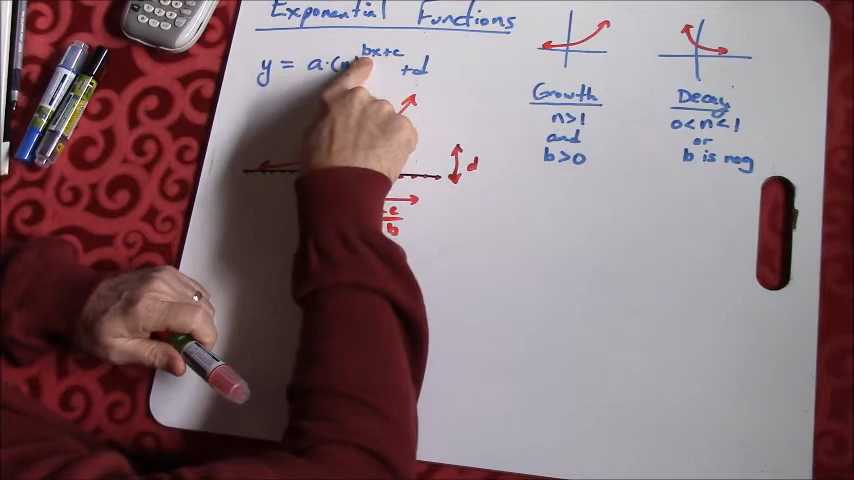 Exponential Functions
y = a·(n)^bx+c +d
d
c
b
Growth
n>1
and
b>0
Decay
0<n<1
or
b is neg